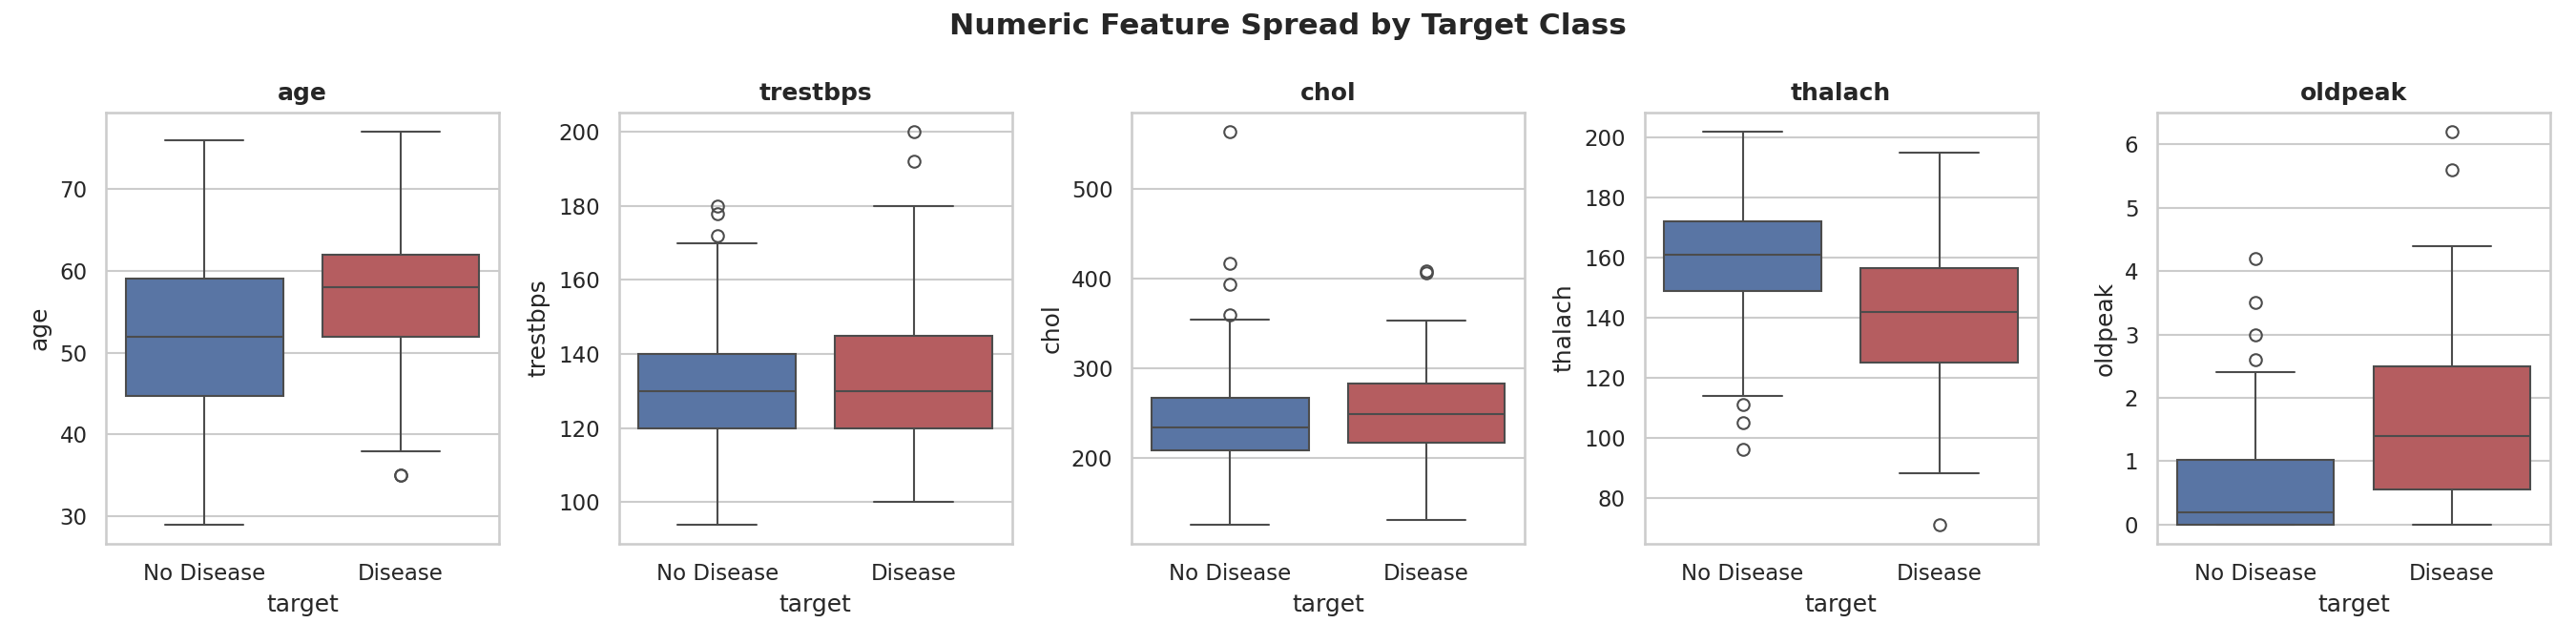 Numeric Feature Spread by Target Class
age
age
70
60
50
40
30
No Disease
Disease
target
trestbps
trestbps
200
180
160
140
120
100
No Disease
Disease
target
chol
chol
500
400
300
200
No Disease
Disease
target
thalach
thalach
200
180
160
140
120
100
80
No Disease
Disease
target
oldpeak
oldpeak
6
5
4
3
2
1
0
No Disease
Disease
target